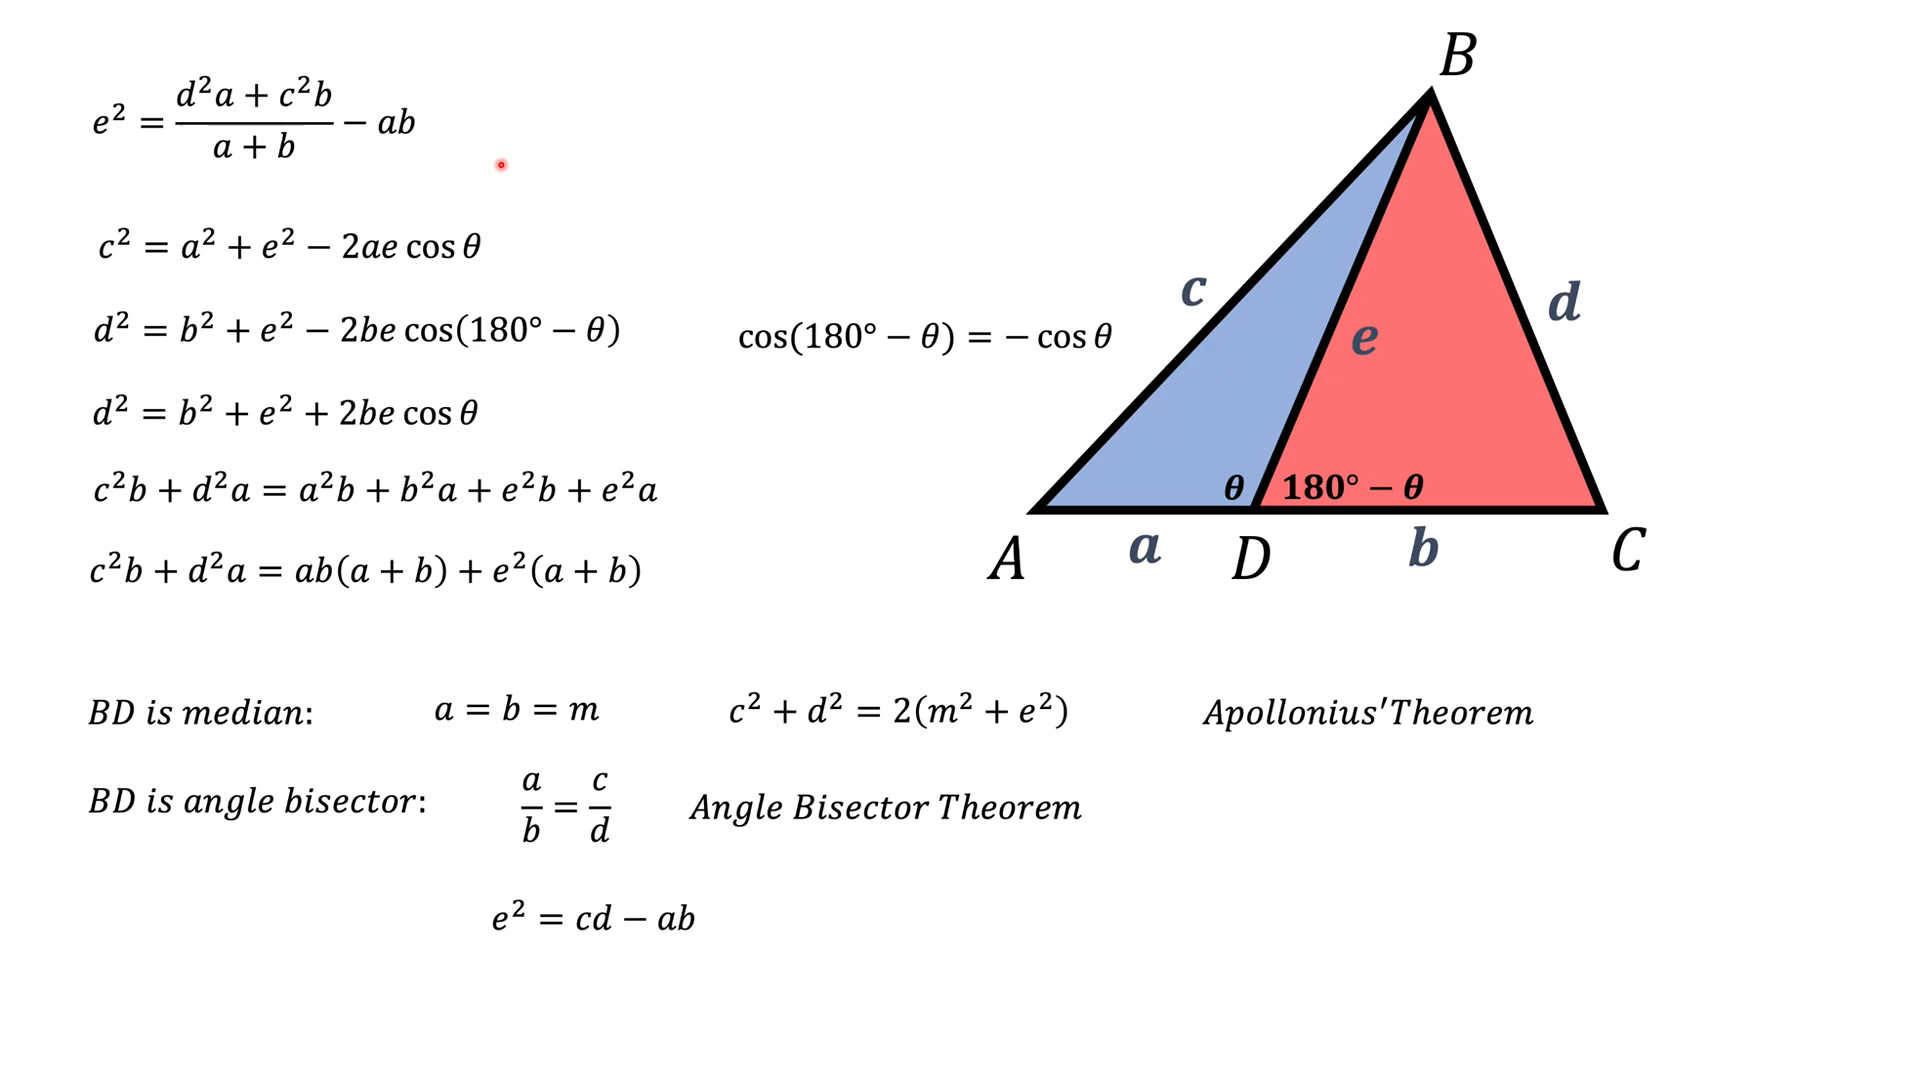 e² = (d²a + c²b)/(a + b) − ab
c² = a² + e² − 2ae cos θ
d² = b² + e² − 2be cos(180° − θ)
cos(180° − θ) = − cos θ
d² = b² + e² + 2be cos θ
c²b + d²a = a²b + b²a + e²b + e²a
c²b + d²a = ab(a + b) + e²(a + b)
B
c
d
e
θ
180° − θ
A
a
D
b
C
BD is median: a = b = m c² + d² = 2(m² + e²) Apollonius'Theorem
BD is angle bisector: a/b = c/d Angle Bisector Theorem
e² = cd − ab